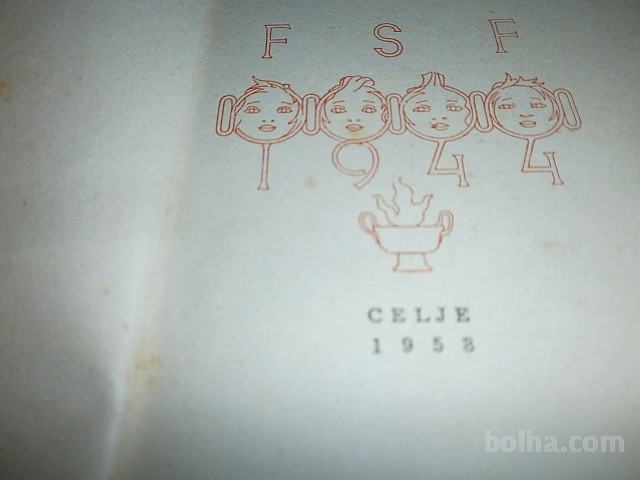 F S F
1944
CELJE
1958
bolha.com